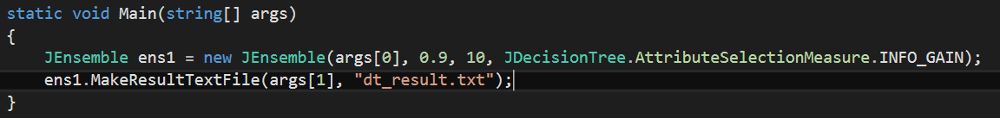 static void Main(string[] args)
{
    JEnsemble ens1 = new JEnsemble(args[0], 0.9, 10, JDecisionTree.AttributeSelectionMeasure.INFO_GAIN);
    ens1.MakeResultTextFile(args[1], "dt_result.txt");
}